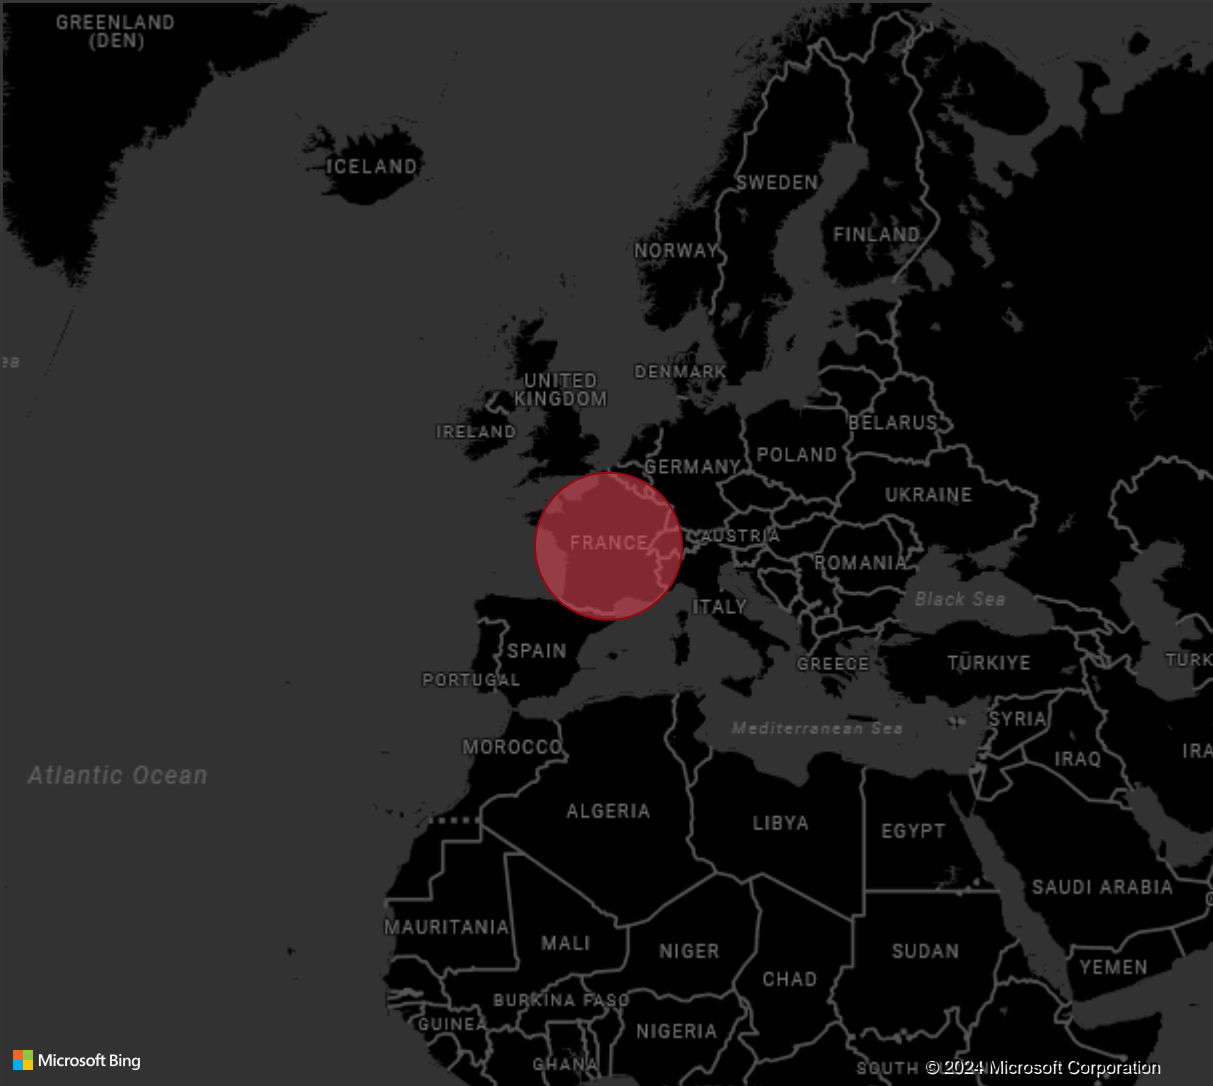 GREENLAND
(DEN)
ICELAND
SWEDEN
FINLAND
NORWAY
DENMARK
UNITED
KINGDOM
IRELAND
BELARUS
POLAND
GERMANY
UKRAINE
FRANCE
AUSTRIA
ROMANIA
Black Sea
ITALY
SPAIN
PORTUGAL
GREECE
TÜRKIYE
TURK
SYRIA
Mediterranean Sea
MOROCCO
IRAQ
IRA
Atlantic Ocean
ALGERIA
LIBYA
EGYPT
SAUDI ARABIA
MAURITANIA
MALI
NIGER
SUDAN
CHAD
YEMEN
BURKINA FASO
GUINEA
NIGERIA
GHANA
SOUTH
Microsoft Bing
© 2024 Microsoft Corporation